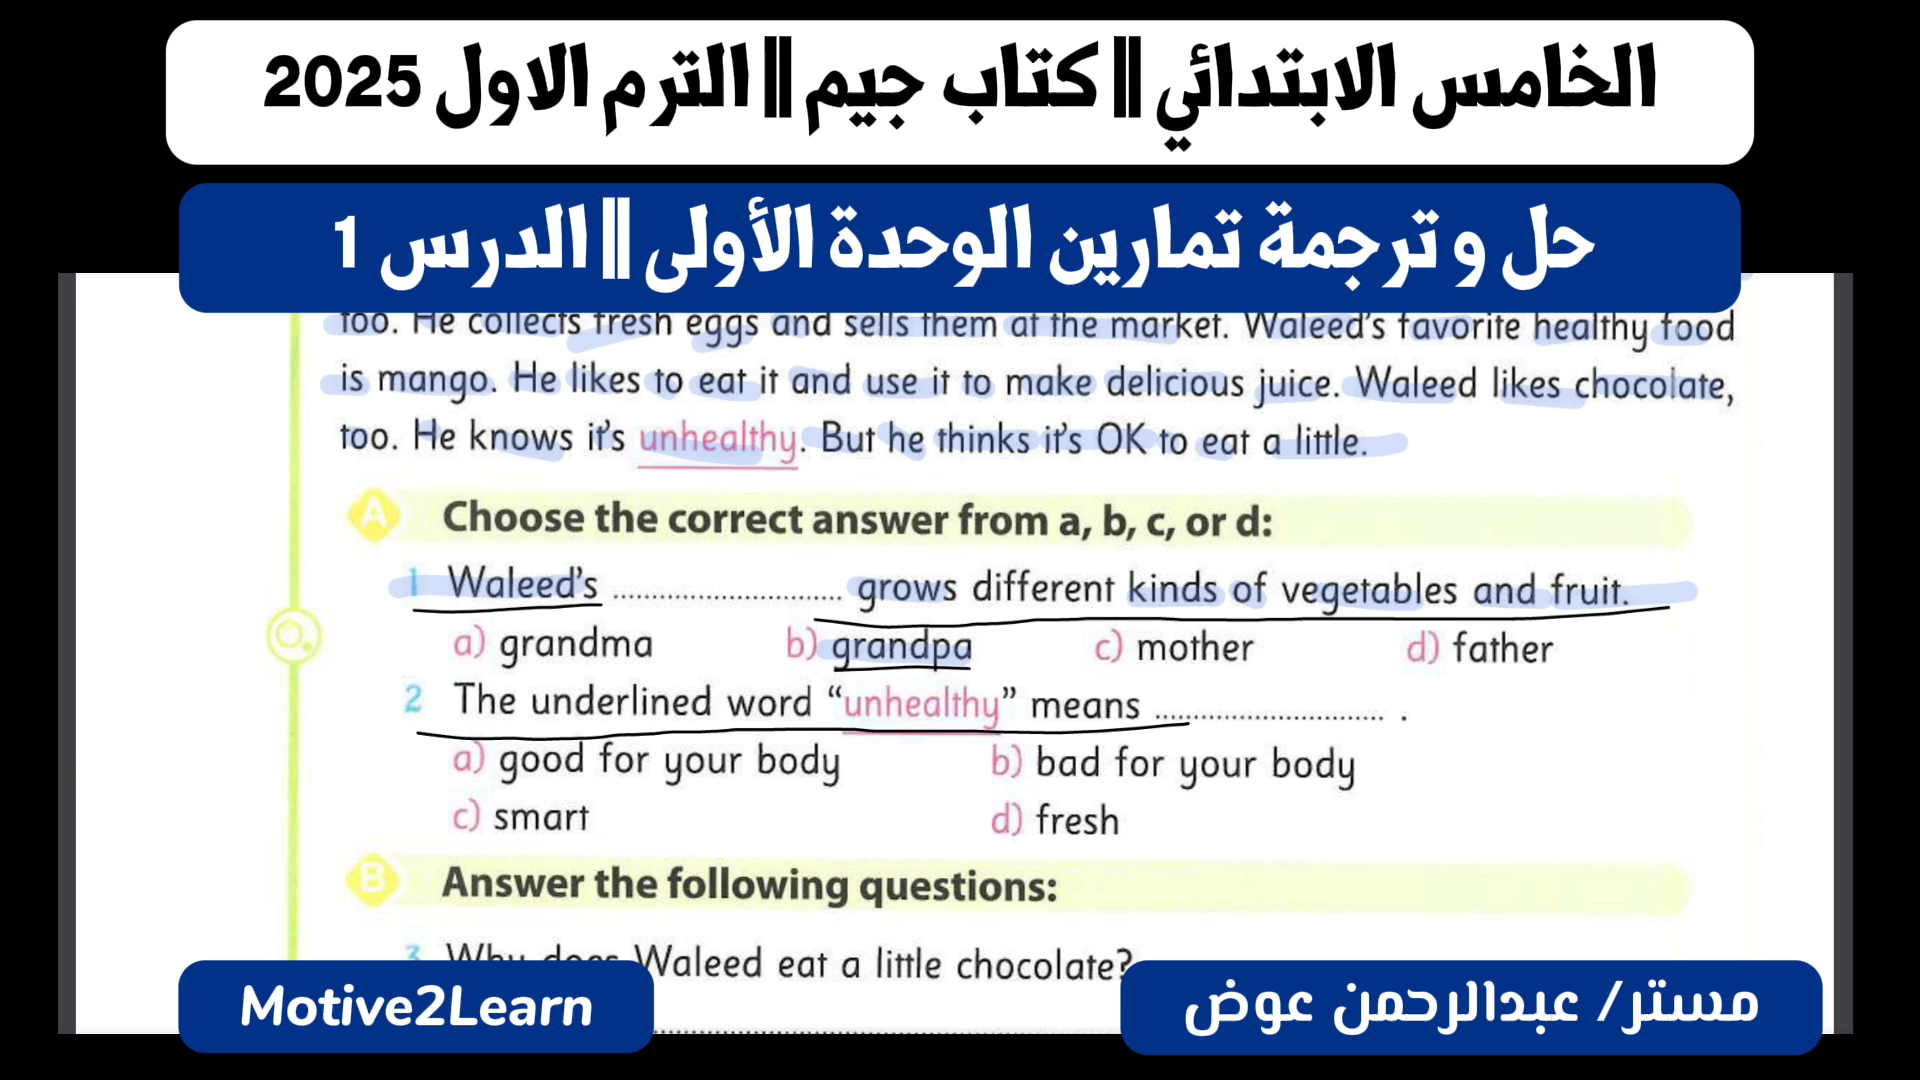 الخامس الابتدائي || كتاب جيم || الترم الاول 2025
حل و ترجمة تمارين الوحدة الأولى || الدرس 1
too. He collects fresh eggs and sells them at the market. Waleed's favorite healthy food
is mango. He likes to eat it and use it to make delicious juice. Waleed likes chocolate,
too. He knows it's unhealthy. But he thinks it's OK to eat a little.
A Choose the correct answer from a, b, c, or d:
1 Waleed's ............................ grows different kinds of vegetables and fruit.
a) grandma b) grandpa c) mother d) father
2 The underlined word “unhealthy” means ............................ .
a) good for your body b) bad for your body
c) smart d) fresh
B Answer the following questions:
Q.
3 Why does Waleed eat a little chocolate?
Motive2Learn
مستر/ عبدالرحمن عوض